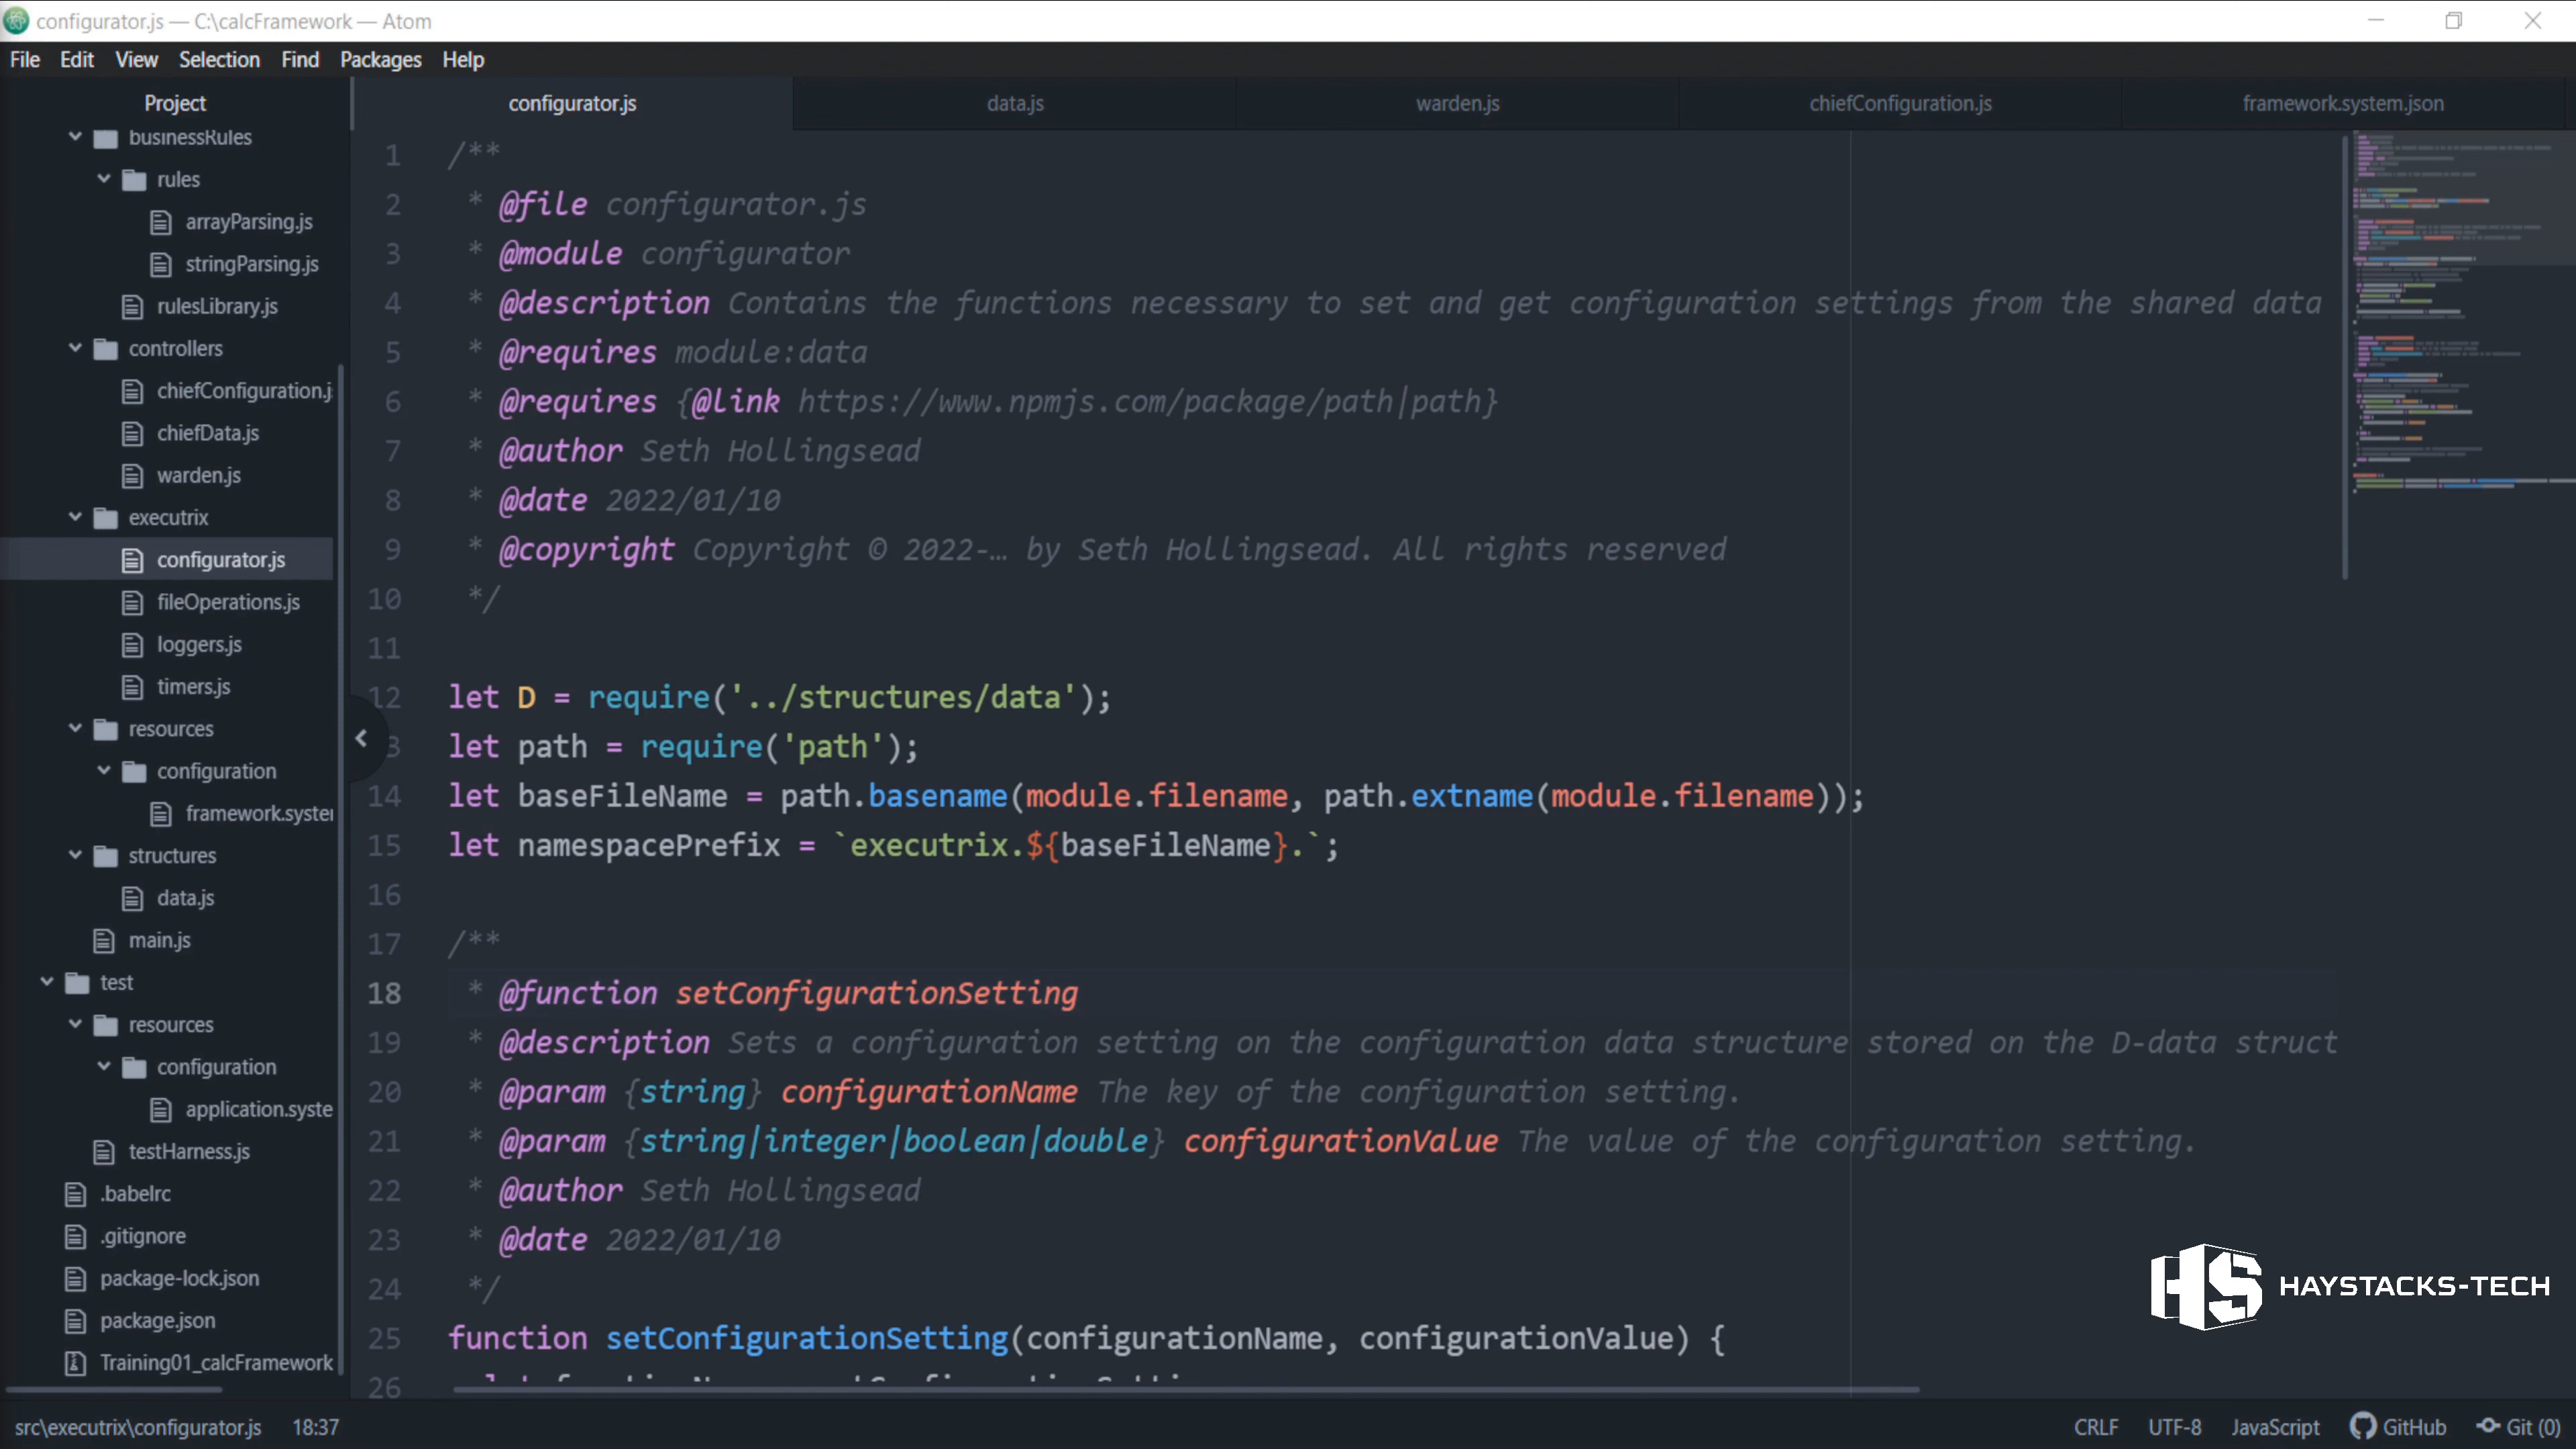 configurator.js — C:\calcFramework — Atom
File Edit View Selection Find Packages Help
Project
businessRules
rules
arrayParsing.js
stringParsing.js
rulesLibrary.js
controllers
chiefConfiguration.j
chiefData.js
warden.js
executrix
configurator.js
fileOperations.js
loggers.js
timers.js
resources
configuration
framework.system
structures
data.js
main.js
test
resources
configuration
application.syste
testHarness.js
.babelrc
.gitignore
package-lock.json
package.json
Training01_calcFramework
configurator.js data.js warden.js chiefConfiguration.js framework.system.json
1 /**
2 * @file configurator.js
3 * @module configurator
4 * @description Contains the functions necessary to set and get configuration settings from the shared data
5 * @requires module:data
6 * @requires {@link https://www.npmjs.com/package/path|path}
7 * @author Seth Hollingsead
8 * @date 2022/01/10
9 * @copyright Copyright © 2022-… by Seth Hollingsead. All rights reserved
10 */
11
12 let D = require('../structures/data');
3 let path = require('path');
14 let baseFileName = path.basename(module.filename, path.extname(module.filename));
15 let namespacePrefix = `executrix.${baseFileName}.`;
16
17 /**
18 * @function setConfigurationSetting
19 * @description Sets a configuration setting on the configuration data structure stored on the D-data struct
20 * @param {string} configurationName The key of the configuration setting.
21 * @param {string|integer|boolean|double} configurationValue The value of the configuration setting.
22 * @author Seth Hollingsead
23 * @date 2022/01/10
24 */
25 function setConfigurationSetting(configurationName, configurationValue) {
26
HS HAYSTACKS-TECH
src\executrix\configurator.js 18:37 CRLF UTF-8 JavaScript GitHub Git (0)